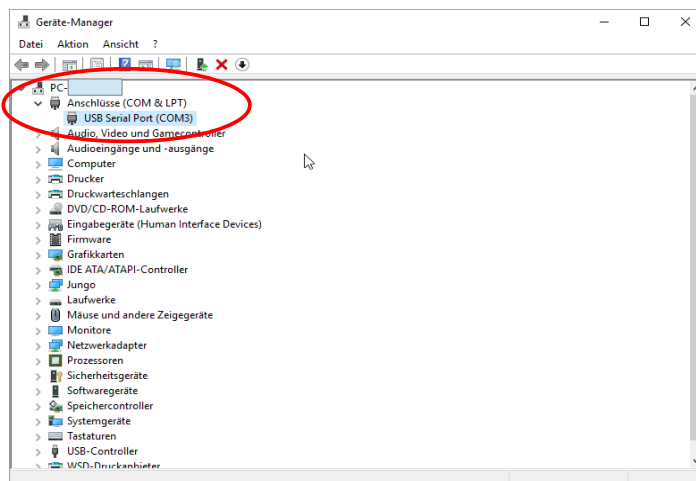 Geräte-Manager
Datei Aktion Ansicht ?
PC-
Anschlüsse (COM & LPT)
USB Serial Port (COM3)
Audio, Video und Gamecontroller
Audioeingänge und -ausgänge
Computer
Drucker
Druckwarteschlangen
DVD/CD-ROM-Laufwerke
Eingabegeräte (Human Interface Devices)
Firmware
Grafikkarten
IDE ATA/ATAPI-Controller
Jungo
Laufwerke
Mäuse und andere Zeigegeräte
Monitore
Netzwerkadapter
Prozessoren
Sicherheitsgeräte
Softwaregeräte
Speichercontroller
Systemgeräte
Tastaturen
USB-Controller
WSD-Druckanbieter